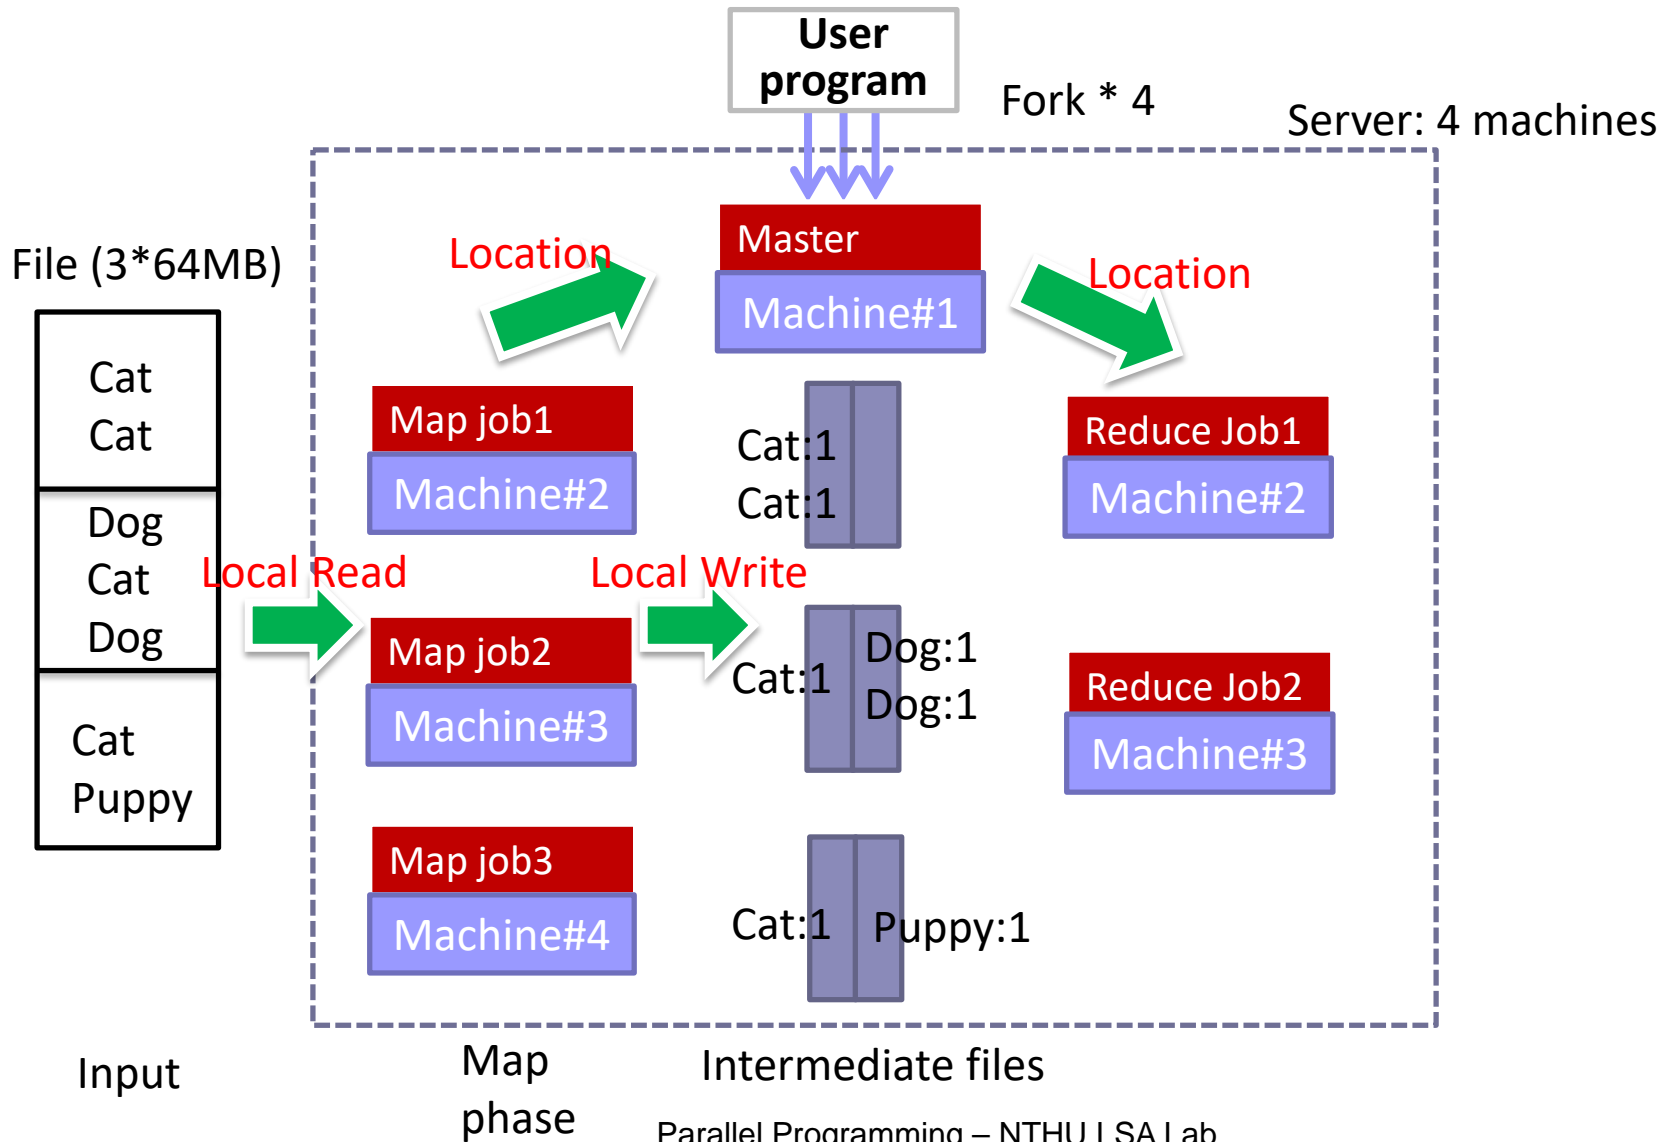 User
program
Fork * 4
Server: 4 machines
File (3*64MB)
Location
Master
Machine#1
Location
Cat
Cat
Dog
Cat
Dog
Cat
Puppy
Local Read
Map job1
Machine#2
Map job2
Machine#3
Map job3
Machine#4
Local Write
Cat:1
Cat:1
Cat:1
Dog:1
Dog:1
Cat:1
Puppy:1
Reduce Job1
Machine#2
Reduce Job2
Machine#3
Input
Map
phase
Intermediate files
Parallel Programming – NTHU LSA Lab